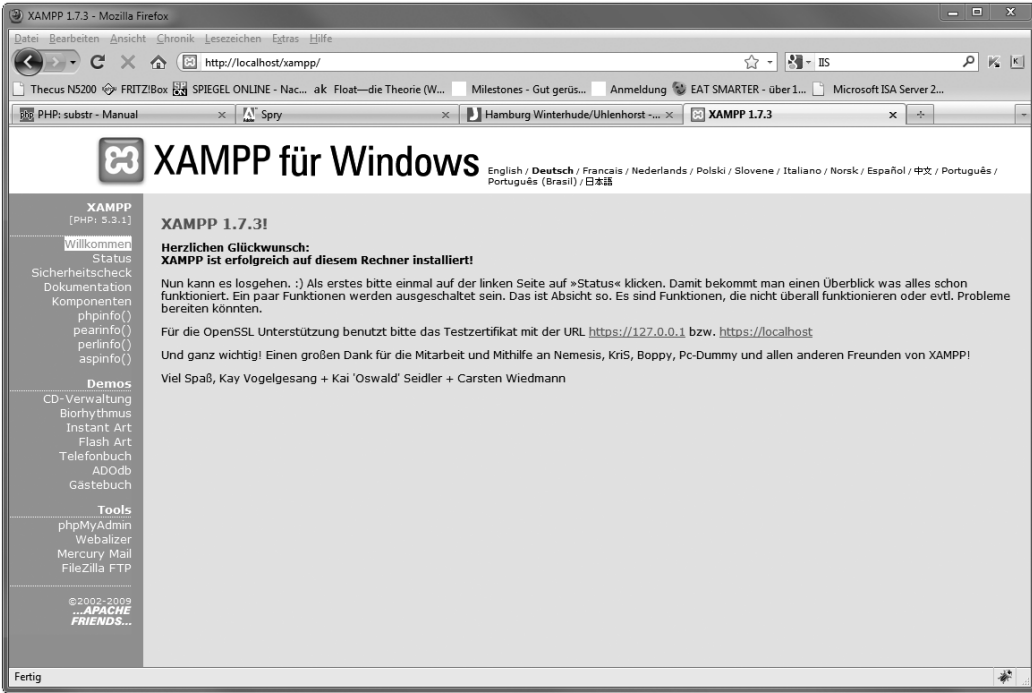 XAMPP 1.7.3 - Mozilla Firefox
Datei Bearbeiten Ansicht Chronik Lesezeichen Extras Hilfe
http://localhost/xampp/
IIS
Thecus N5200 FRITZ!Box SPIEGEL ONLINE - Nac... ak Float—die Theorie (W... Milestones - Gut gerüs... Anmeldung EAT SMARTER - über 1... Microsoft ISA Server 2...
PHP: substr - Manual
Spry
Hamburg Winterhude/Uhlenhorst -...
XAMPP 1.7.3
XAMPP für Windows
English / Deutsch / Francais / Nederlands / Polski / Slovene / Italiano / Norsk / Español / 中文 / Português /
Português (Brasil) / 日本語
XAMPP
[PHP: 5.3.1]
Willkommen
Status
Sicherheitscheck
Dokumentation
Komponenten
phpinfo()
pearinfo()
perlinfo()
aspinfo()
Demos
CD-Verwaltung
Biorhythmus
Instant Art
Flash Art
Telefonbuch
ADOdb
Gästebuch
Tools
phpMyAdmin
Webalizer
Mercury Mail
FileZilla FTP
©2002-2009
...APACHE
FRIENDS...
XAMPP 1.7.3!
Herzlichen Glückwunsch:
XAMPP ist erfolgreich auf diesem Rechner installiert!
Nun kann es losgehen. :) Als erstes bitte einmal auf der linken Seite auf »Status« klicken. Damit bekommt man einen Überblick was alles schon
funktioniert. Ein paar Funktionen werden ausgeschaltet sein. Das ist Absicht so. Es sind Funktionen, die nicht überall funktionieren oder evtl. Probleme
bereiten könnten.
Für die OpenSSL Unterstützung benutzt bitte das Testzertifikat mit der URL https://127.0.0.1 bzw. https://localhost
Und ganz wichtig! Einen großen Dank für die Mitarbeit und Mithilfe an Nemesis, KriS, Boppy, Pc-Dummy und allen anderen Freunden von XAMPP!
Viel Spaß, Kay Vogelgesang + Kai 'Oswald' Seidler + Carsten Wiedmann
Fertig